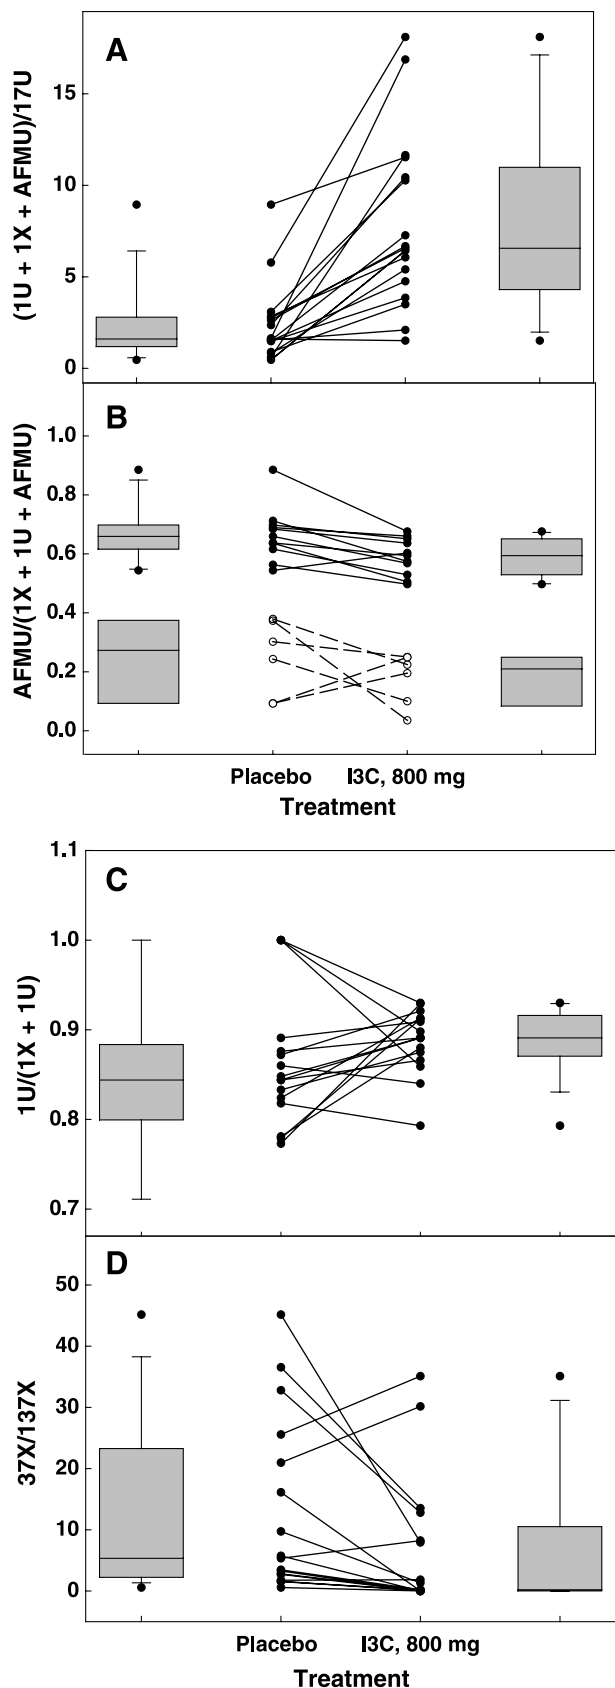 A
(1U + 1X + AFMU)/17U
15
10
5
0
B
AFMU/(1X + 1U + AFMU)
1.0
0.8
0.6
0.4
0.2
0.0
Placebo I3C, 800 mg
Treatment
C
1U/(1X + 1U)
1.1
1.0
0.9
0.8
0.7
D
37X/137X
50
40
30
20
10
0
Placebo I3C, 800 mg
Treatment